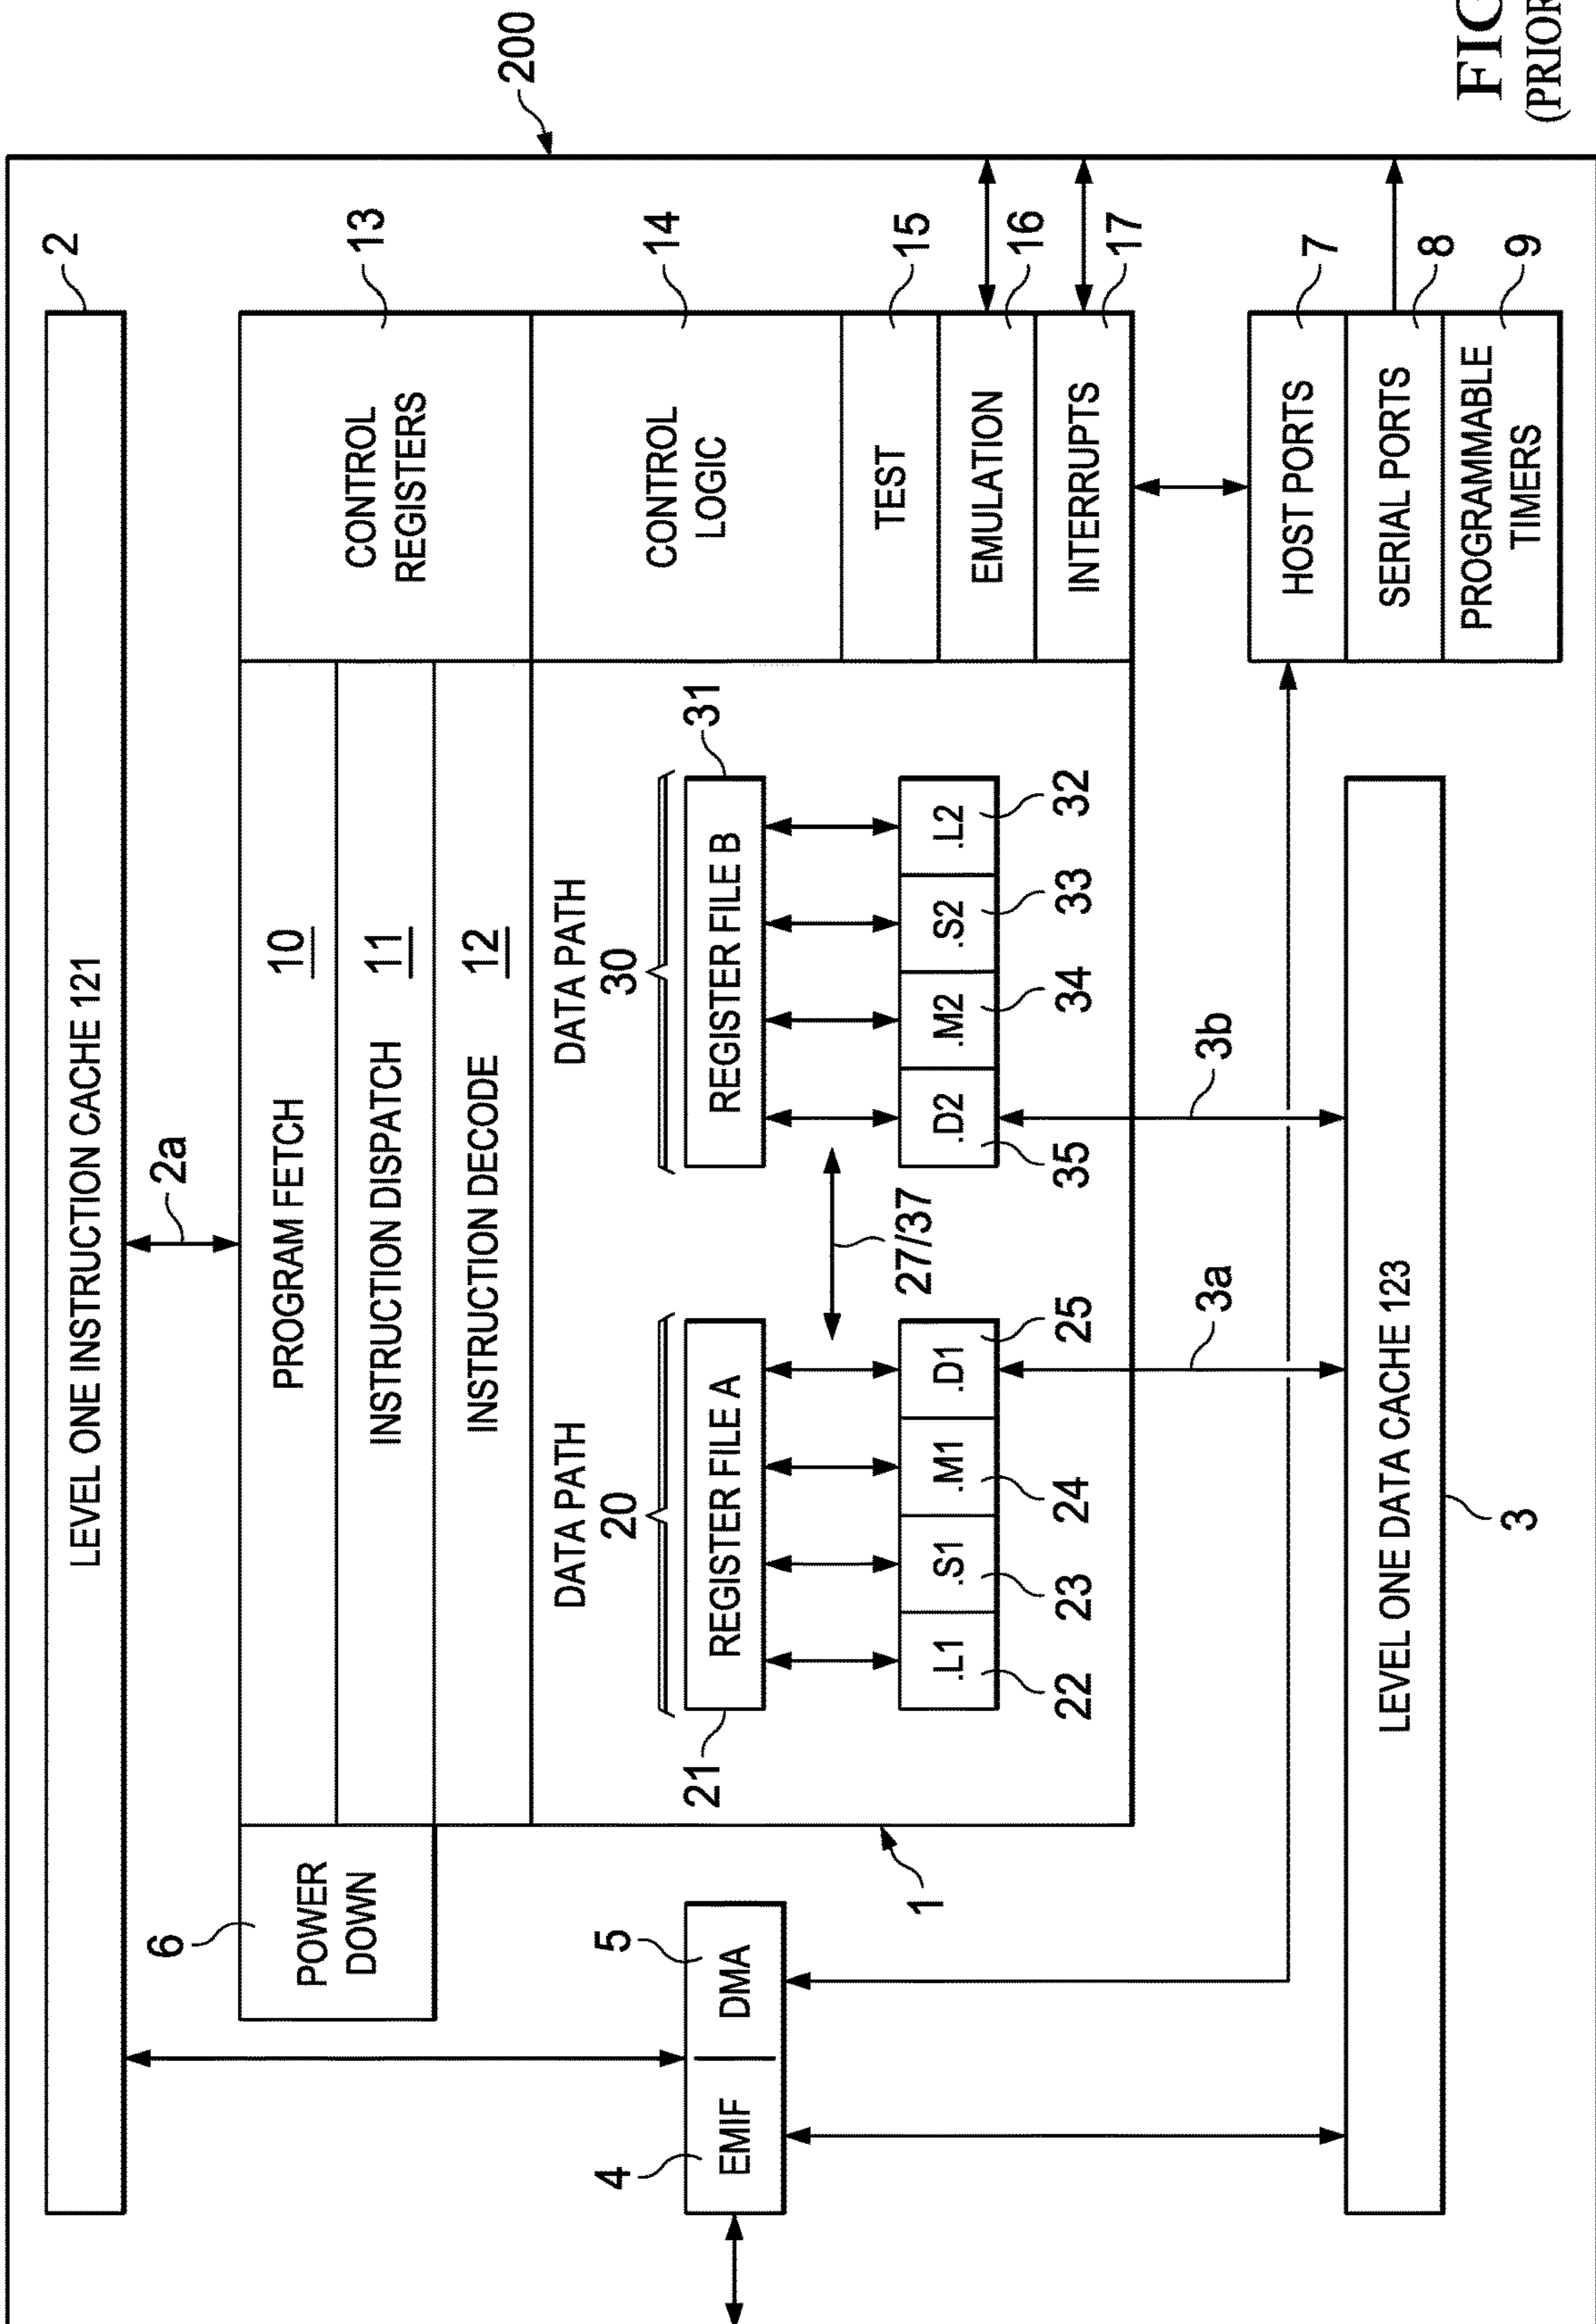 2
LEVEL ONE INSTRUCTION CACHE 121
2a
6
POWER
DOWN
PROGRAM FETCH 10
INSTRUCTION DISPATCH 11
INSTRUCTION DECODE 12
CONTROL
REGISTERS
13
200
DATA PATH
20
DATA PATH
30
CONTROL
LOGIC
14
4
5
EMIF
DMA
21
REGISTER FILE A
REGISTER FILE B
31
27/37
TEST
15
1
.L1
.S1
.M1
.D1
.D2
.M2
.S2
.L2
EMULATION
16
22
23
24
25
35
34
33
32
INTERRUPTS
17
3a
3b
HOST PORTS
7
LEVEL ONE DATA CACHE 123
SERIAL PORTS
8
3
PROGRAMMABLE
TIMERS
9
FIG
(PRIOR